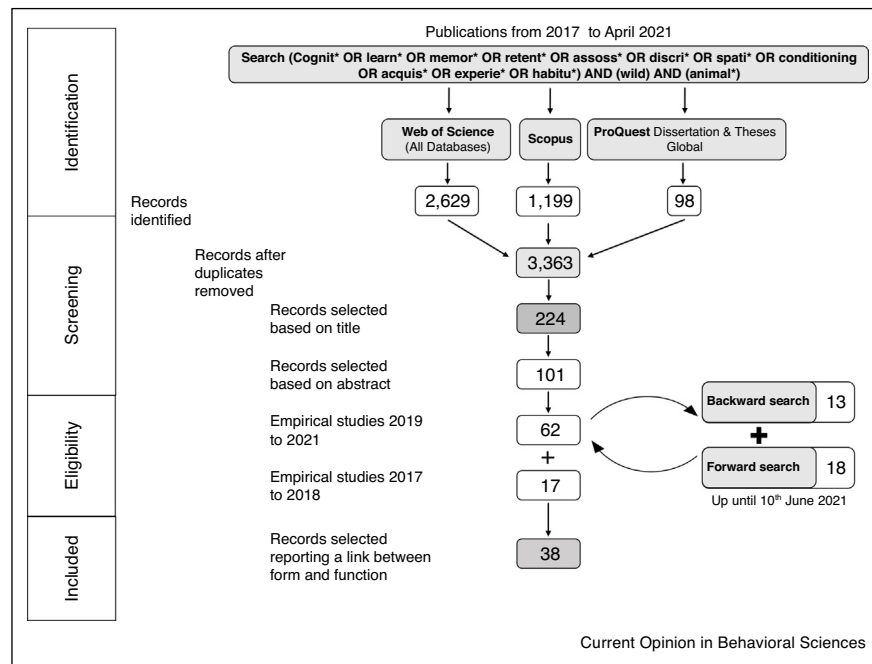 Publications from 2017 to April 2021
Search (Cognit* OR learn* OR memor* OR retent* OR assoss* OR discri* OR spati* OR conditioning
OR acquis* OR experie* OR habitu*) AND (wild) AND (animal*)
Identification
Web of Science
(All Databases)
Scopus
ProQuest Dissertation & Theses
Global
Records
identified
2,629
1,199
98
Screening
Records after
duplicates
removed
3,363
Records selected
based on title
224
Records selected
based on abstract
101
Eligibility
Empirical studies 2019
to 2021
62
+
Empirical studies 2017
to 2018
17
Backward search
13
+
Forward search
18
Up until 10th June 2021
Included
Records selected
reporting a link between
form and function
38
Current Opinion in Behavioral Sciences